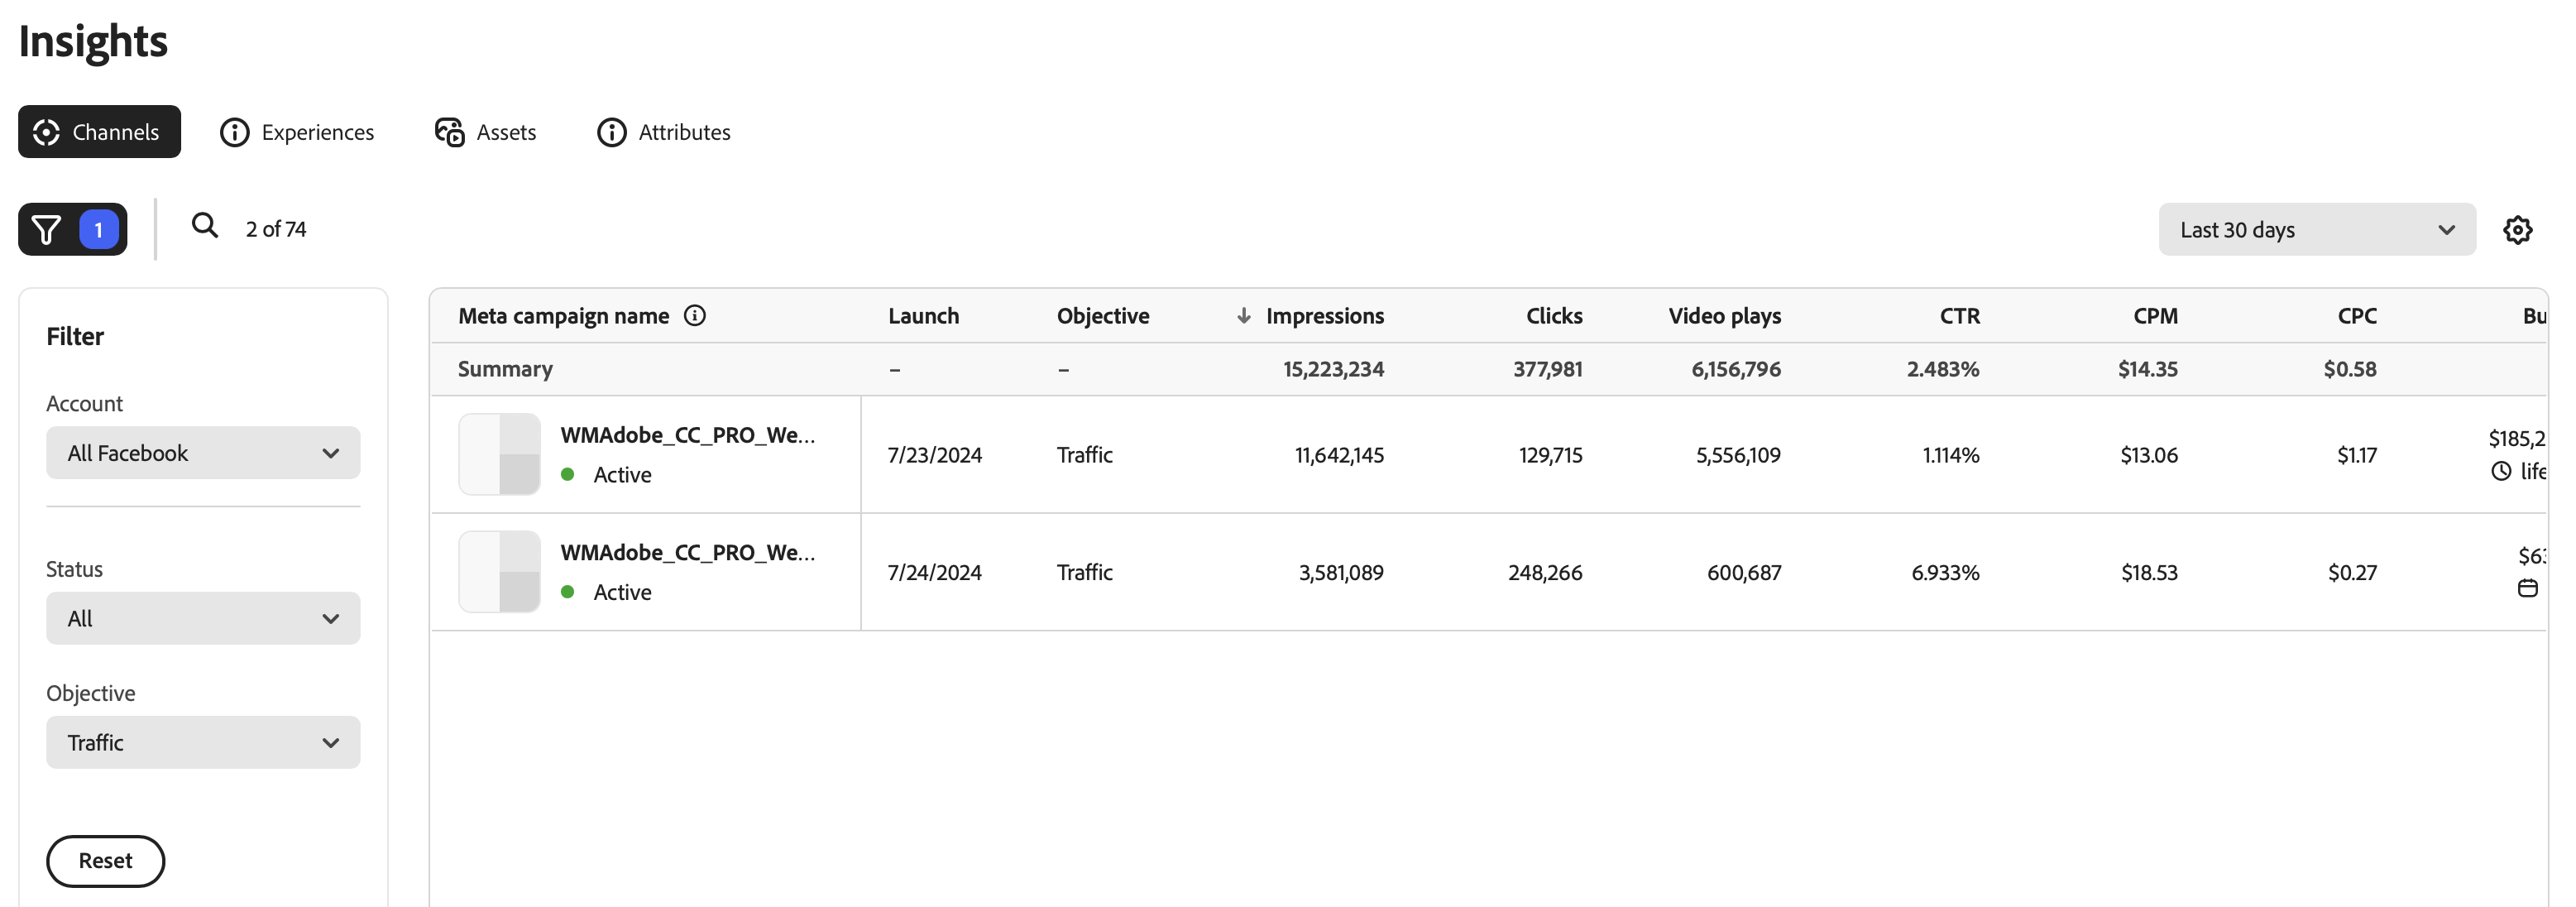 Insights
Channels Experiences Assets Attributes
1 2 of 74 Last 30 days
Filter
Account
All Facebook
Status
All
Objective
Traffic
Reset
Meta campaign name Launch Objective Impressions Clicks Video plays CTR CPM CPC Bu
Summary – – 15,223,234 377,981 6,156,796 2.483% $14.35 $0.58
WMAdobe_CC_PRO_We... 7/23/2024 Traffic 11,642,145 129,715 5,556,109 1.114% $13.06 $1.17 $185,2
Active life
WMAdobe_CC_PRO_We... 7/24/2024 Traffic 3,581,089 248,266 600,687 6.933% $18.53 $0.27 $63
Active